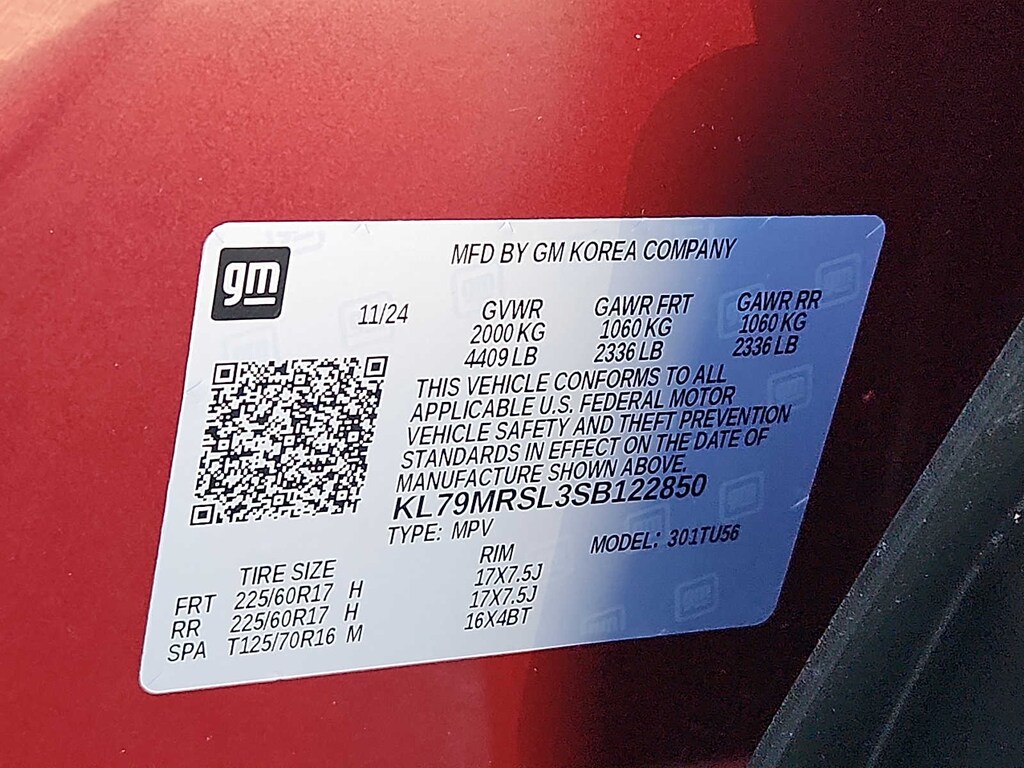 gm
MFD BY GM KOREA COMPANY
11/24 GVWR GAWR FRT GAWR RR
2000 KG 1060 KG 1060 KG
4409 LB 2336 LB 2336 LB
THIS VEHICLE CONFORMS TO ALL
APPLICABLE U.S. FEDERAL MOTOR
VEHICLE SAFETY AND THEFT PREVENTION
STANDARDS IN EFFECT ON THE DATE OF
MANUFACTURE SHOWN ABOVE.
KL79MRSL3SB122850
TYPE: MPV MODEL: 301TU56
TIRE SIZE RIM
FRT 225/60R17 H 17X7.5J
RR 225/60R17 H 17X7.5J
SPA T125/70R16 M 16X4BT